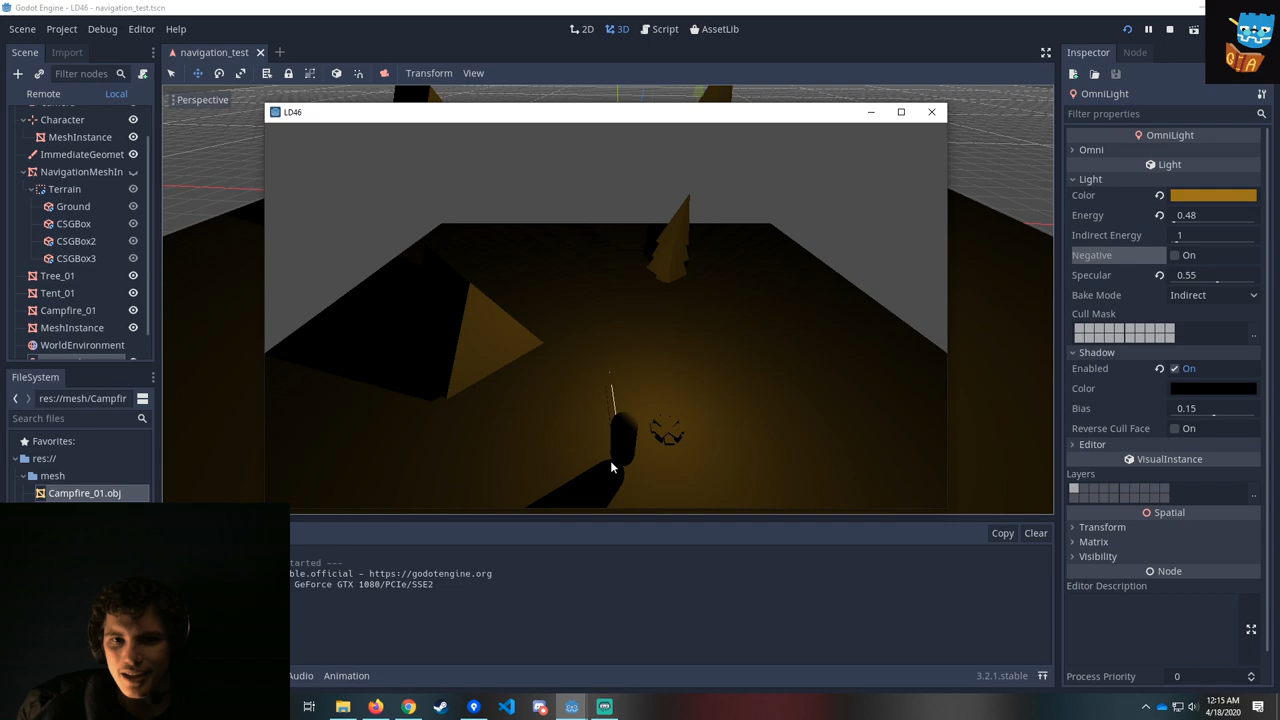 Godot Engine - LD46 - navigation_test.tscn
Scene Project Debug Editor Help
2D 3D Script AssetLib
Q A
Scene Import
navigation_test
Inspector Node
Filter nodes
Transform View
Remote Local
Perspective
OmniLight
LD46
Filter properties
Character
MeshInstance
ImmediateGeomet
NavigationMeshIn
Terrain
Ground
CSGBox
CSGBox2
CSGBox3
Tree_01
Tent_01
Campfire_01
MeshInstance
WorldEnvironment
OmniLight
Omni
Light
Light
Color
Energy 0.48
Indirect Energy 1
Negative On
Specular 0.55
Bake Mode Indirect
Cull Mask
..
Shadow
Enabled On
Color
Bias 0.15
Reverse Cull Face On
Editor
VisualInstance
Layers
..
Spatial
Transform
Matrix
Visibility
Node
Editor Description
Process Priority 0
FileSystem
res://mesh/Campfir
Search files
Favorites:
res://
mesh
Campfire_01.obj
Copy Clear
tarted ---
ble.official - https://godotengine.org
GeForce GTX 1080/PCIe/SSE2
Audio Animation
3.2.1.stable
12:15 AM
4/18/2020